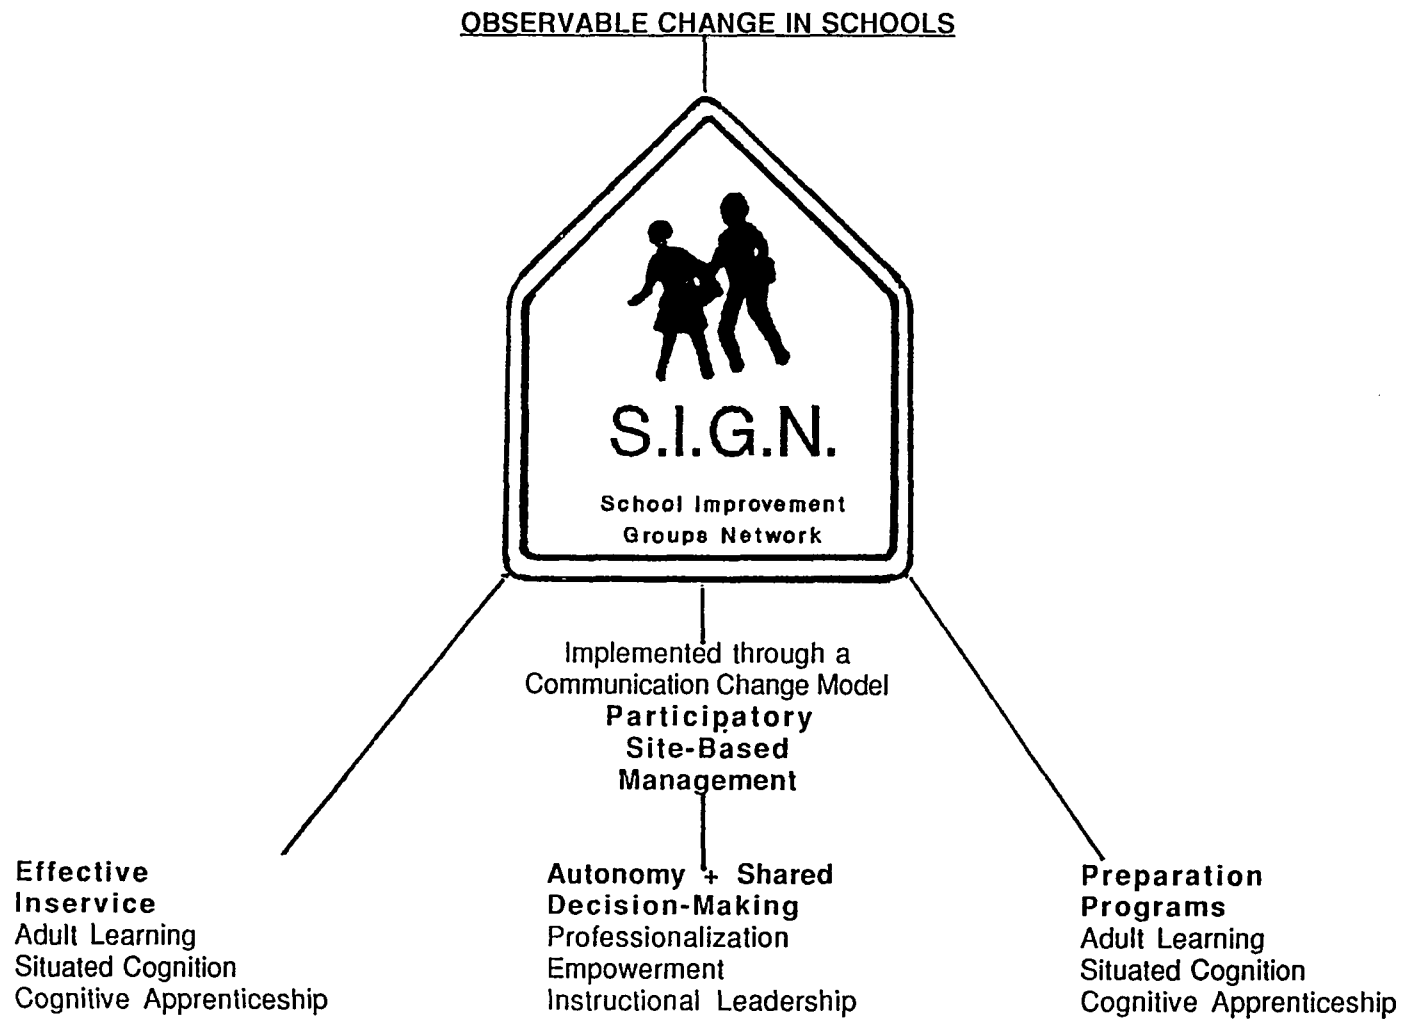 OBSERVABLE CHANGE IN SCHOOLS
S.I.G.N.
School Improvement
Groups Network
Implemented through a
Communication Change Model
Participatory
Site-Based
Management
Effective
Inservice
Adult Learning
Situated Cognition
Cognitive Apprenticeship
Autonomy + Shared
Decision-Making
Professionalization
Empowerment
Instructional Leadership
Preparation
Programs
Adult Learning
Situated Cognition
Cognitive Apprenticeship